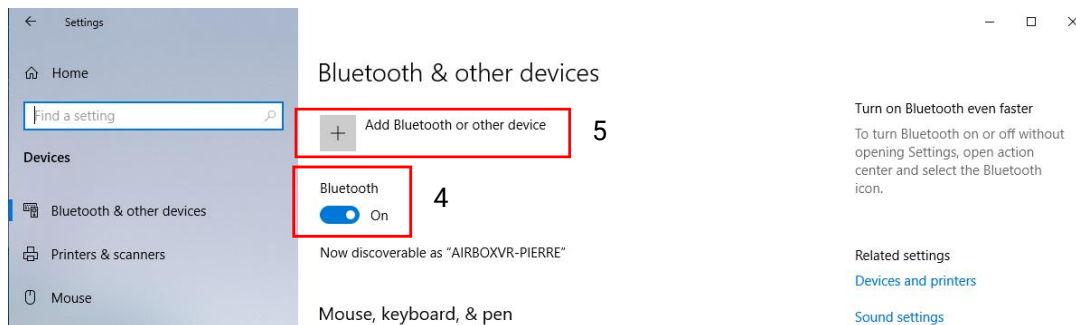 Settings
Home
Find a setting
Devices
Bluetooth & other devices
Printers & scanners
Mouse
Bluetooth & other devices
Add Bluetooth or other device
5
Bluetooth
On
4
Now discoverable as “AIRBOXVR-PIERRE”
Mouse, keyboard, & pen
Turn on Bluetooth even faster
To turn Bluetooth on or off without
opening Settings, open action
center and select the Bluetooth
icon.
Related settings
Devices and printers
Sound settings